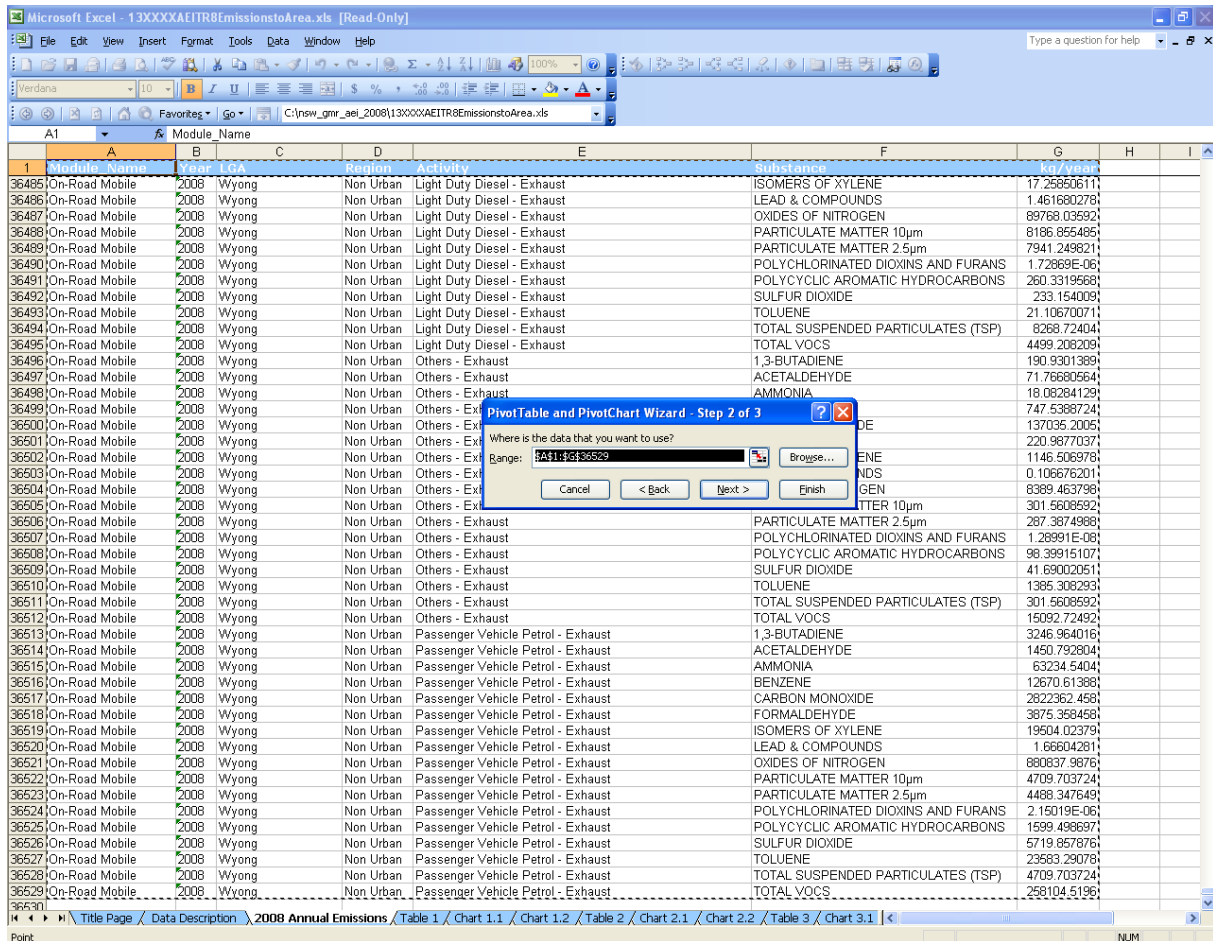 Microsoft Excel - 13XXXXAEITR8EmissionstoArea.xls [Read-Only]
File Edit View Insert Format Tools Data Window Help
Type a question for help
100%
Verdana 10 B I U $ % ,
Favorites Go C:\nsw_gmr_aei_2008\13XXXXAEITR8EmissionstoArea.xls
A1 fx Module_Name
A B C D E F G H I
1 Module_Name Year LGA Region Activity Substance kg/year
36485 On-Road Mobile 2008 Wyong Non Urban Light Duty Diesel - Exhaust ISOMERS OF XYLENE 17.25850611
36486 On-Road Mobile 2008 Wyong Non Urban Light Duty Diesel - Exhaust LEAD & COMPOUNDS 1.461680278
36487 On-Road Mobile 2008 Wyong Non Urban Light Duty Diesel - Exhaust OXIDES OF NITROGEN 89768.03592
36488 On-Road Mobile 2008 Wyong Non Urban Light Duty Diesel - Exhaust PARTICULATE MATTER 10µm 8186.855485
36489 On-Road Mobile 2008 Wyong Non Urban Light Duty Diesel - Exhaust PARTICULATE MATTER 2.5µm 7941.249821
36490 On-Road Mobile 2008 Wyong Non Urban Light Duty Diesel - Exhaust POLYCHLORINATED DIOXINS AND FURANS 1.72869E-06
36491 On-Road Mobile 2008 Wyong Non Urban Light Duty Diesel - Exhaust POLYCYCLIC AROMATIC HYDROCARBONS 260.3319568
36492 On-Road Mobile 2008 Wyong Non Urban Light Duty Diesel - Exhaust SULFUR DIOXIDE 233.154009
36493 On-Road Mobile 2008 Wyong Non Urban Light Duty Diesel - Exhaust TOLUENE 21.10670071
36494 On-Road Mobile 2008 Wyong Non Urban Light Duty Diesel - Exhaust TOTAL SUSPENDED PARTICULATES (TSP) 8268.72404
36495 On-Road Mobile 2008 Wyong Non Urban Light Duty Diesel - Exhaust TOTAL VOCS 4499.208209
36496 On-Road Mobile 2008 Wyong Non Urban Others - Exhaust 1,3-BUTADIENE 190.9301389
36497 On-Road Mobile 2008 Wyong Non Urban Others - Exhaust ACETALDEHYDE 71.76680564
36498 On-Road Mobile 2008 Wyong Non Urban Others - Exhaust AMMONIA 18.08284129
36499 On-Road Mobile 2008 Wyong Non Urban Others - Ex 747.5388724
36500 On-Road Mobile 2008 Wyong Non Urban Others - Ex DE 137035.2005
36501 On-Road Mobile 2008 Wyong Non Urban Others - Ex 220.9877037
36502 On-Road Mobile 2008 Wyong Non Urban Others - Ex ENE 1146.506978
36503 On-Road Mobile 2008 Wyong Non Urban Others - Ex NDS 0.106676201
36504 On-Road Mobile 2008 Wyong Non Urban Others - Ex GEN 8389.463798
36505 On-Road Mobile 2008 Wyong Non Urban Others - Ex TTER 10µm 301.5608592
PivotTable and PivotChart Wizard - Step 2 of 3
Where is the data that you want to use?
Range: $A$1:$G$36529 Browse...
Cancel < Back Next > Finish
36506 On-Road Mobile 2008 Wyong Non Urban Others - Exhaust PARTICULATE MATTER 2.5µm 287.3874988
36507 On-Road Mobile 2008 Wyong Non Urban Others - Exhaust POLYCHLORINATED DIOXINS AND FURANS 1.28991E-08
36508 On-Road Mobile 2008 Wyong Non Urban Others - Exhaust POLYCYCLIC AROMATIC HYDROCARBONS 98.39915107
36509 On-Road Mobile 2008 Wyong Non Urban Others - Exhaust SULFUR DIOXIDE 41.69002051
36510 On-Road Mobile 2008 Wyong Non Urban Others - Exhaust TOLUENE 1385.308293
36511 On-Road Mobile 2008 Wyong Non Urban Others - Exhaust TOTAL SUSPENDED PARTICULATES (TSP) 301.5608592
36512 On-Road Mobile 2008 Wyong Non Urban Others - Exhaust TOTAL VOCS 15092.72492
36513 On-Road Mobile 2008 Wyong Non Urban Passenger Vehicle Petrol - Exhaust 1,3-BUTADIENE 3246.964016
36514 On-Road Mobile 2008 Wyong Non Urban Passenger Vehicle Petrol - Exhaust ACETALDEHYDE 1450.792804
36515 On-Road Mobile 2008 Wyong Non Urban Passenger Vehicle Petrol - Exhaust AMMONIA 63234.5404
36516 On-Road Mobile 2008 Wyong Non Urban Passenger Vehicle Petrol - Exhaust BENZENE 12670.61388
36517 On-Road Mobile 2008 Wyong Non Urban Passenger Vehicle Petrol - Exhaust CARBON MONOXIDE 2822362.458
36518 On-Road Mobile 2008 Wyong Non Urban Passenger Vehicle Petrol - Exhaust FORMALDEHYDE 3875.358458
36519 On-Road Mobile 2008 Wyong Non Urban Passenger Vehicle Petrol - Exhaust ISOMERS OF XYLENE 19504.02379
36520 On-Road Mobile 2008 Wyong Non Urban Passenger Vehicle Petrol - Exhaust LEAD & COMPOUNDS 1.66604281
36521 On-Road Mobile 2008 Wyong Non Urban Passenger Vehicle Petrol - Exhaust OXIDES OF NITROGEN 880837.9876
36522 On-Road Mobile 2008 Wyong Non Urban Passenger Vehicle Petrol - Exhaust PARTICULATE MATTER 10µm 4709.703724
36523 On-Road Mobile 2008 Wyong Non Urban Passenger Vehicle Petrol - Exhaust PARTICULATE MATTER 2.5µm 4488.347649
36524 On-Road Mobile 2008 Wyong Non Urban Passenger Vehicle Petrol - Exhaust POLYCHLORINATED DIOXINS AND FURANS 2.15019E-06
36525 On-Road Mobile 2008 Wyong Non Urban Passenger Vehicle Petrol - Exhaust POLYCYCLIC AROMATIC HYDROCARBONS 1599.498697
36526 On-Road Mobile 2008 Wyong Non Urban Passenger Vehicle Petrol - Exhaust SULFUR DIOXIDE 5719.857876
36527 On-Road Mobile 2008 Wyong Non Urban Passenger Vehicle Petrol - Exhaust TOLUENE 23583.29078
36528 On-Road Mobile 2008 Wyong Non Urban Passenger Vehicle Petrol - Exhaust TOTAL SUSPENDED PARTICULATES (TSP) 4709.703724
36529 On-Road Mobile 2008 Wyong Non Urban Passenger Vehicle Petrol - Exhaust TOTAL VOCS 258104.5196
36530
Title Page Data Description 2008 Annual Emissions Table 1 Chart 1.1 Chart 1.2 Table 2 Chart 2.1 Chart 2.2 Table 3 Chart 3.1
Point NUM